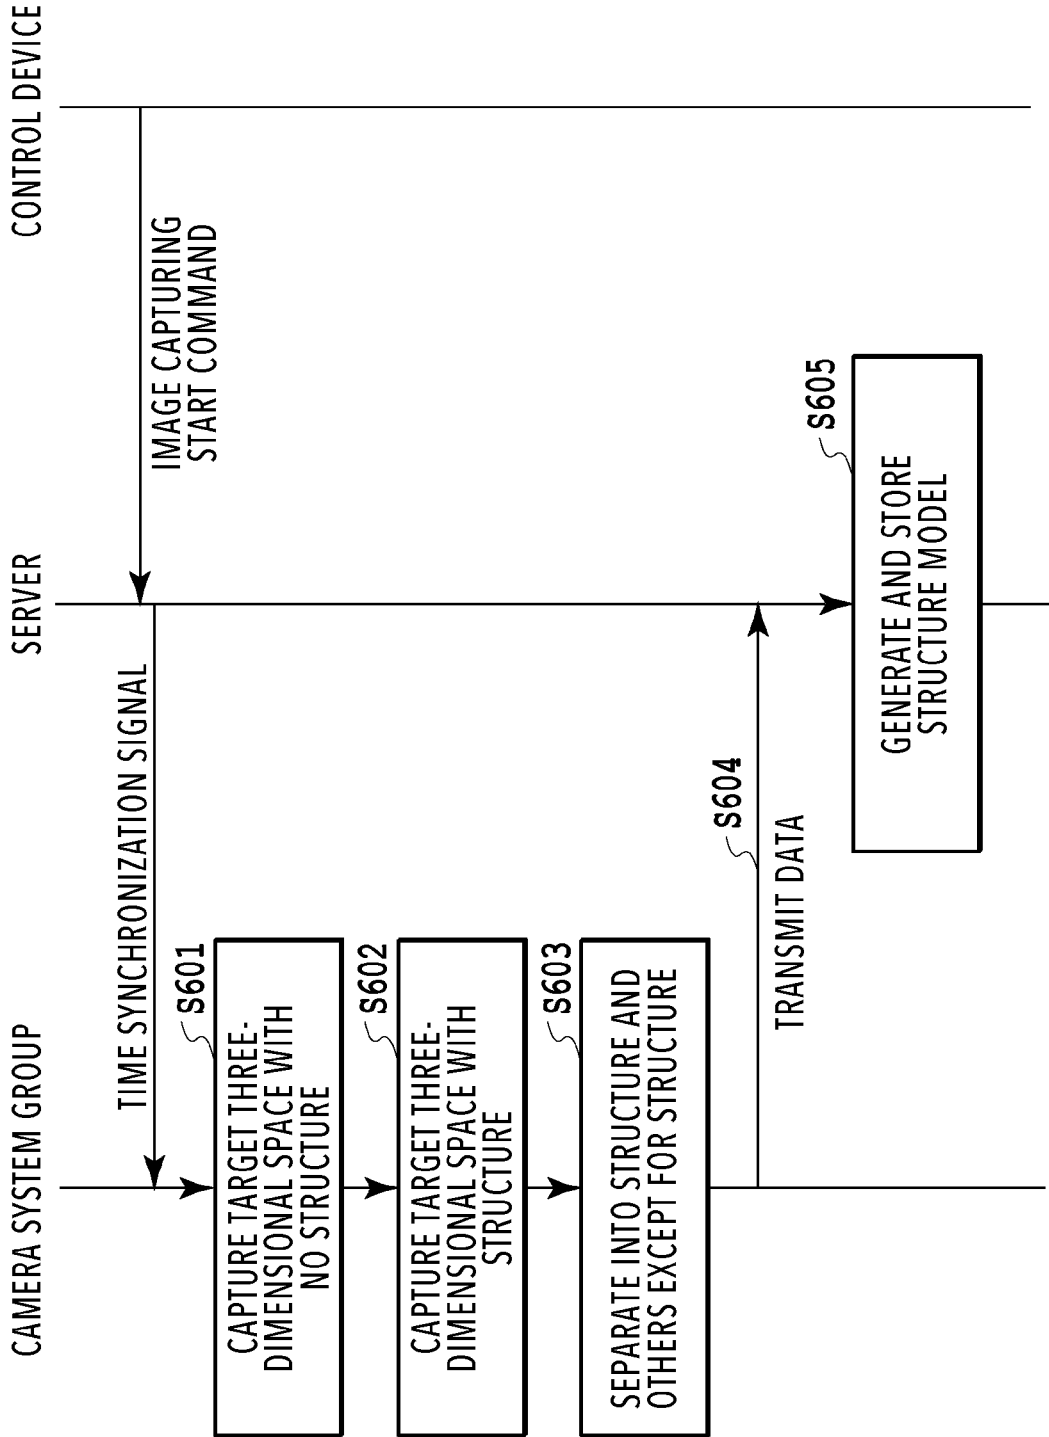 CAMERA SYSTEM GROUP
SERVER
CONTROL DEVICE
IMAGE CAPTURING
START COMMAND
TIME SYNCHRONIZATION SIGNAL
S601
CAPTURE TARGET THREE-
DIMENSIONAL SPACE WITH
NO STRUCTURE
S602
CAPTURE TARGET THREE-
DIMENSIONAL SPACE WITH
STRUCTURE
S603
SEPARATE INTO STRUCTURE AND
OTHERS EXCEPT FOR STRUCTURE
S604
TRANSMIT DATA
S605
GENERATE AND STORE
STRUCTURE MODEL